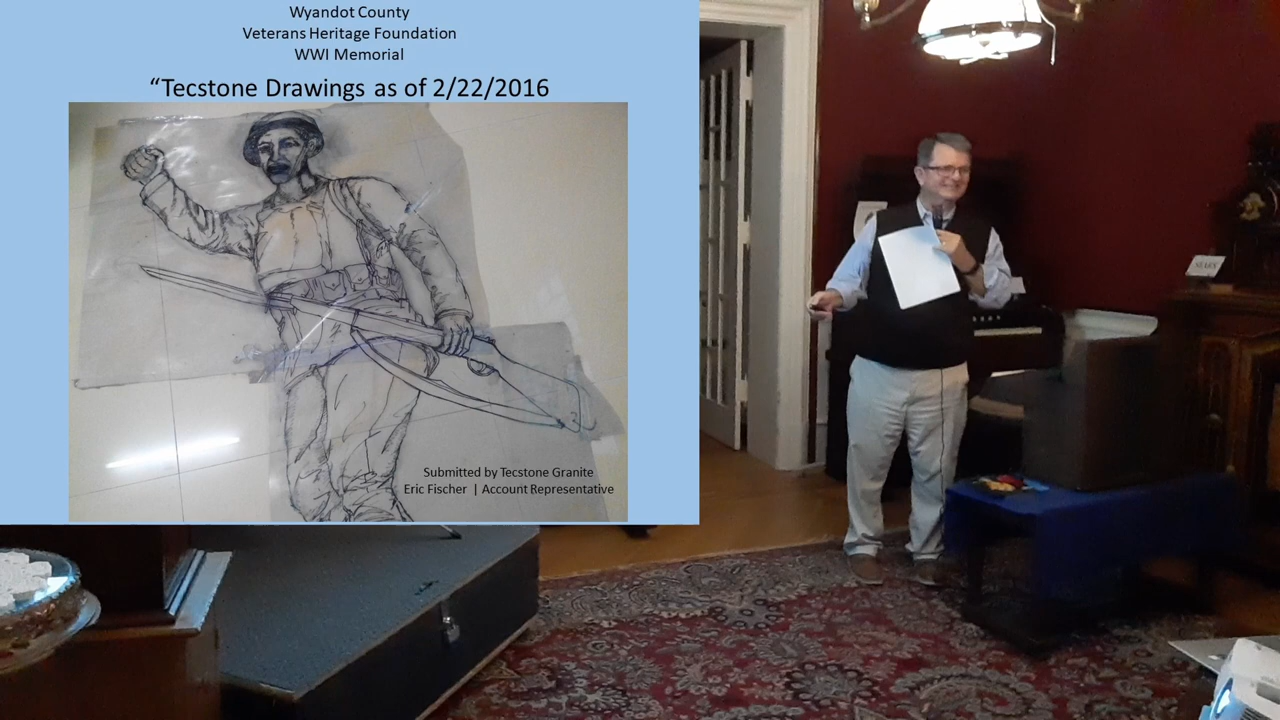 Wyandot County
Veterans Heritage Foundation
WWI Memorial
“Tecstone Drawings as of 2/22/2016
Submitted by Tecstone Granite
Eric Fischer | Account Representative